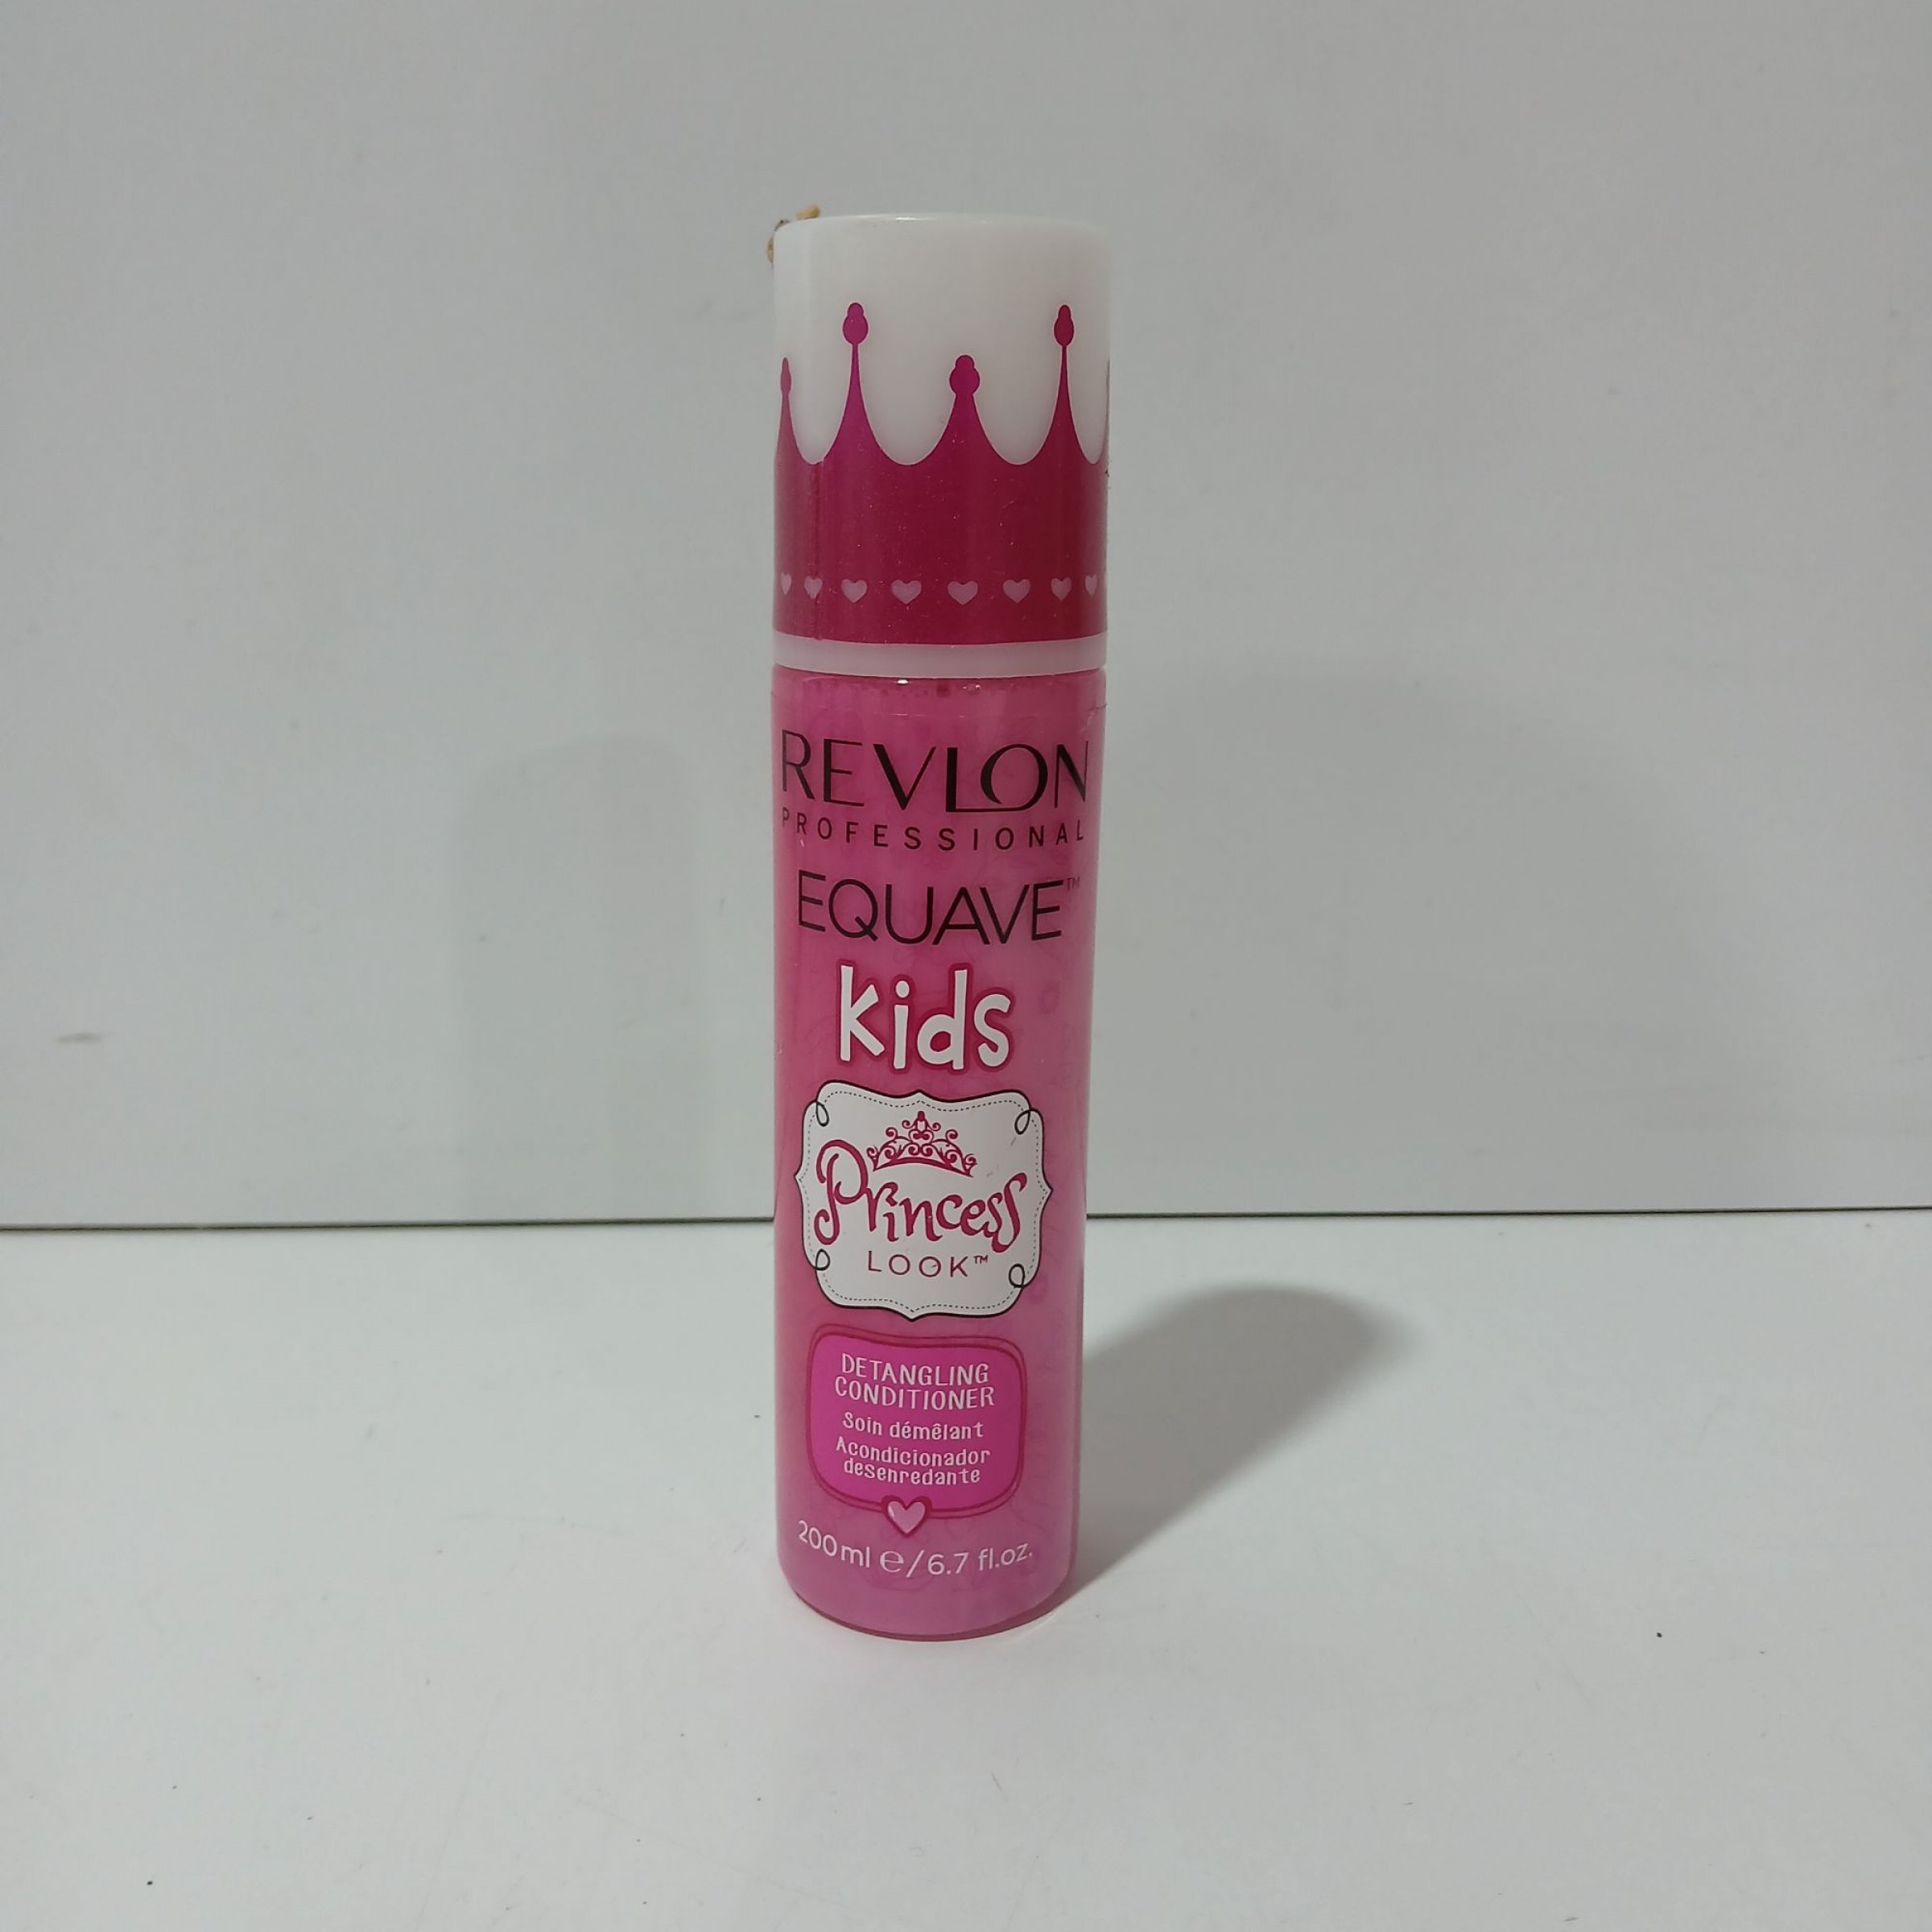 REVLON
PROFESSIONAL
EQUAVE™
kids
Princess
LOOK™
DETANGLING
CONDITIONER
Soin démêlant
Acondicionador
desenredante
200ml ℮/6.7 fl.oz.